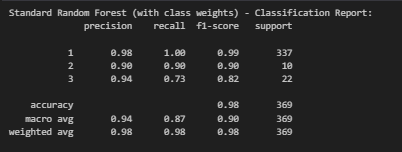 Standard Random Forest (with class weights) - Classification Report:
precision recall f1-score support
1 0.98 1.00 0.99 337
2 0.90 0.90 0.90 10
3 0.94 0.73 0.82 22
accuracy 0.98 369
macro avg 0.94 0.87 0.90 369
weighted avg 0.98 0.98 0.98 369